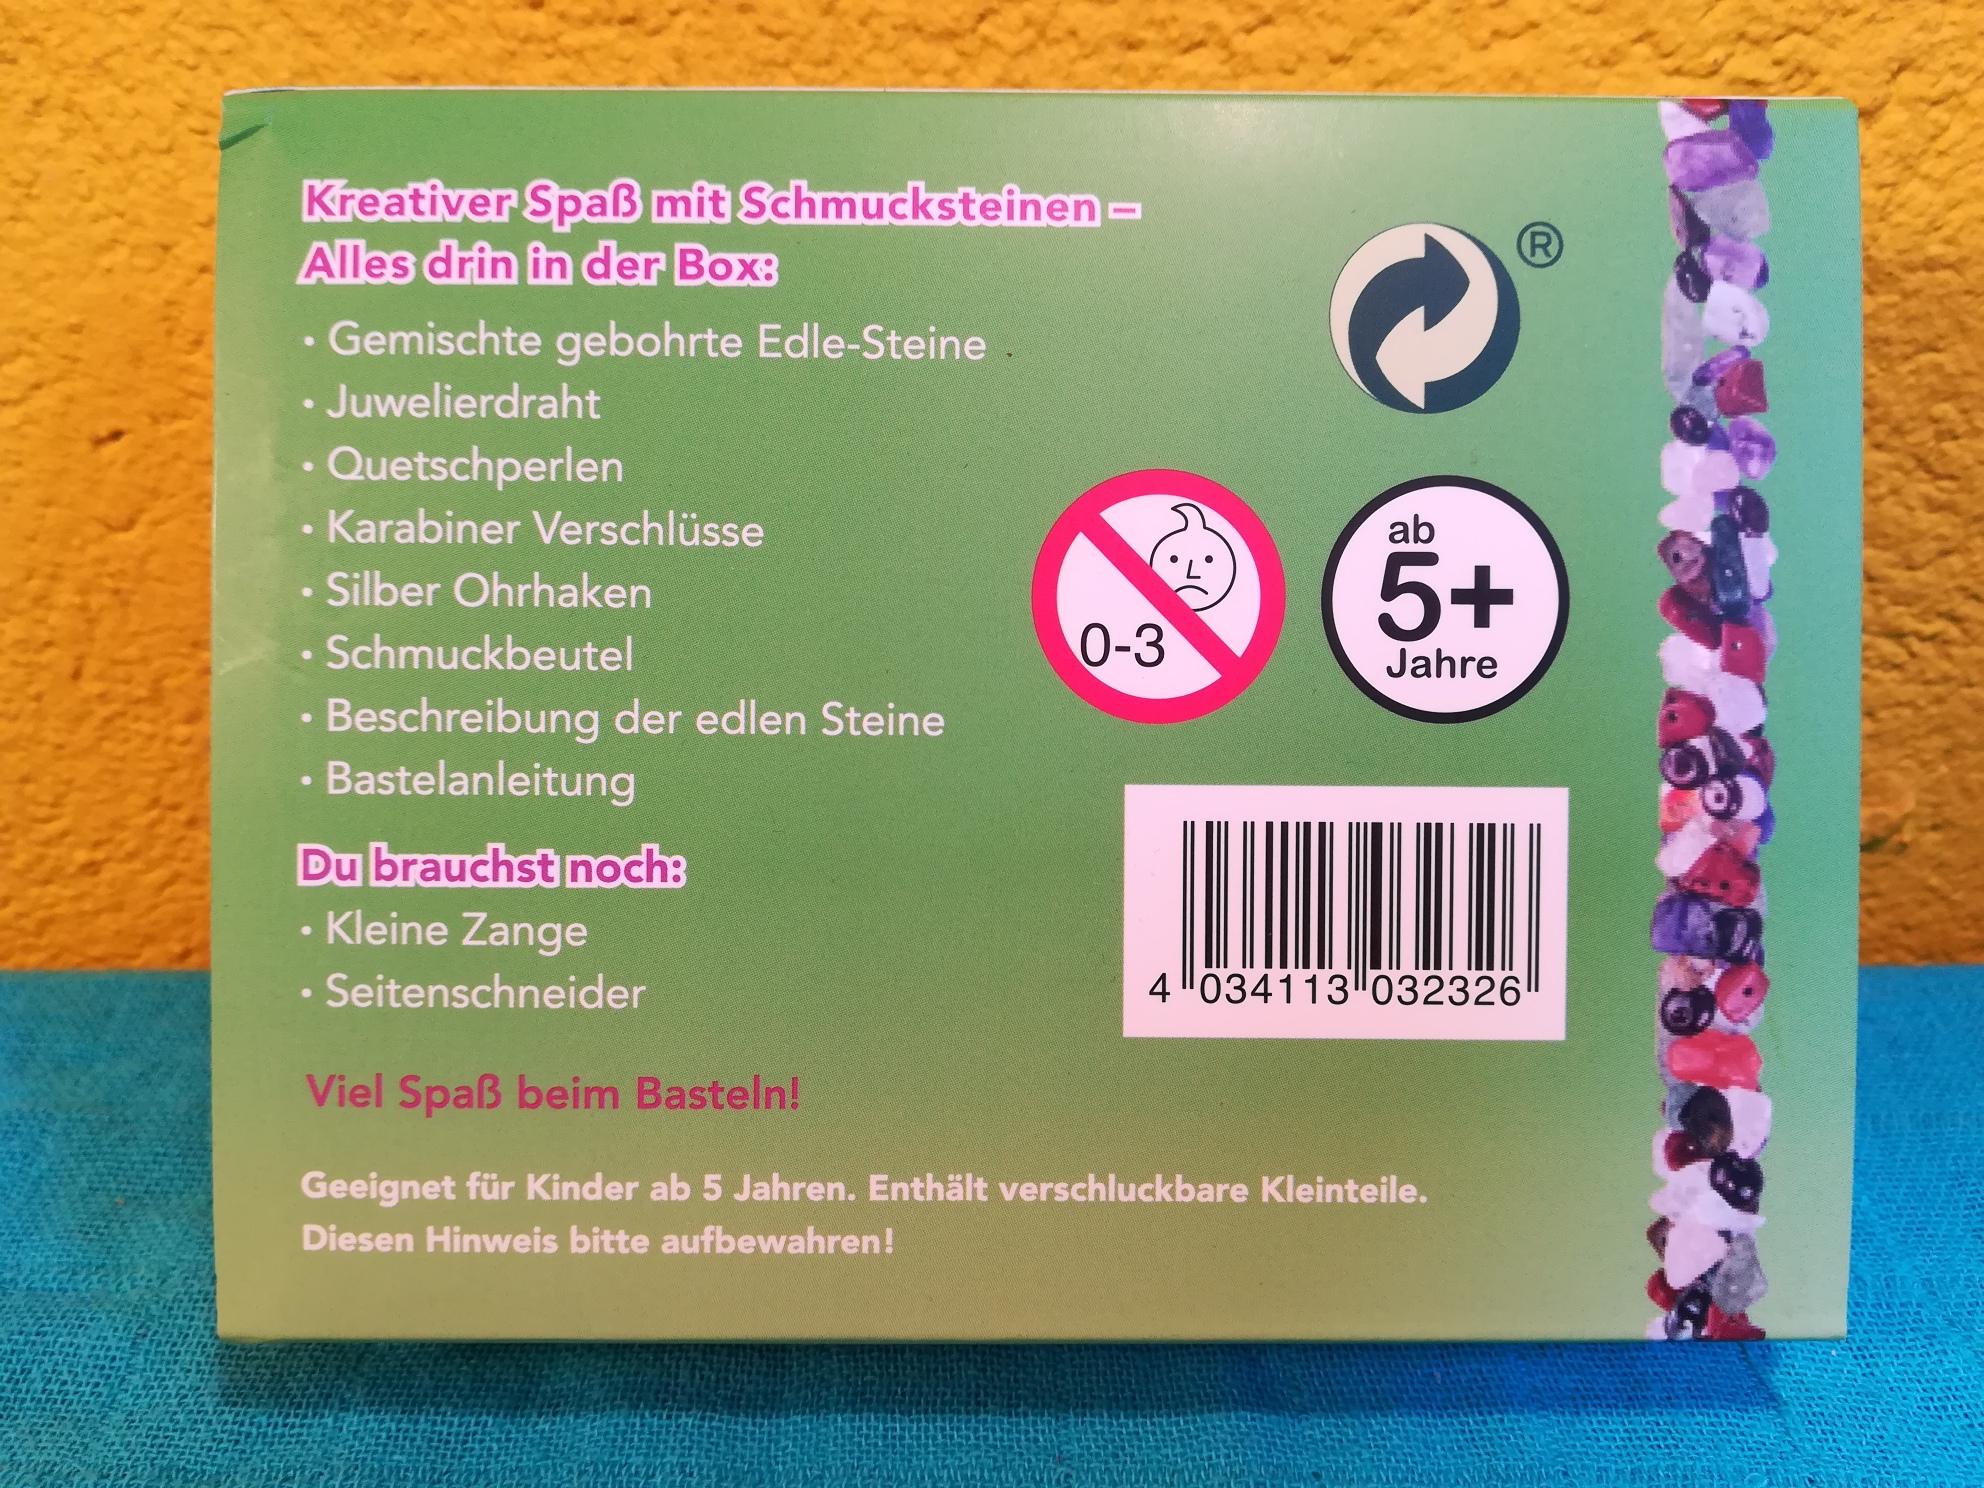 Kreativer Spaß mit Schmucksteinen –
Alles drin in der Box:
• Gemischte gebohrte Edle-Steine
• Juwelierdraht
• Quetschperlen
• Karabiner Verschlüsse
• Silber Ohrhaken
• Schmuckbeutel
• Beschreibung der edlen Steine
• Bastelanleitung
Du brauchst noch:
• Kleine Zange
• Seitenschneider
Viel Spaß beim Basteln!
Geeignet für Kinder ab 5 Jahren. Enthält verschluckbare Kleinteile.
Diesen Hinweis bitte aufbewahren!
®
0-3
ab
5+
Jahre
4 034113 032326